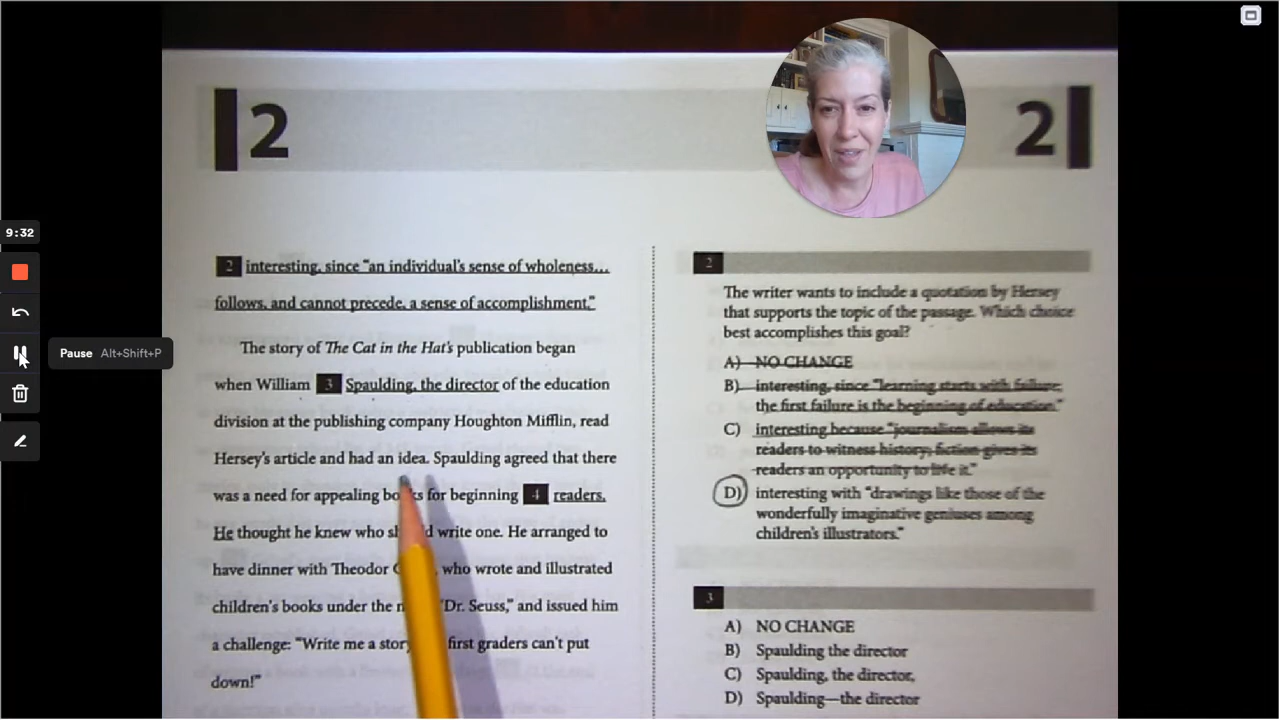 2
2
9:32
Pause Alt+Shift+P
2 interesting, since “an individual’s sense of wholeness...
follows, and cannot precede, a sense of accomplishment.”
The story of The Cat in the Hat’s publication began
when William 3 Spaulding, the director of the education
division at the publishing company Houghton Mifflin, read
Hersey’s article and had an idea. Spaulding agreed that there
was a need for appealing books for beginning 4 readers.
He thought he knew who should write one. He arranged to
have dinner with Theodor who wrote and illustrated
children’s books under the “Dr. Seuss,” and issued him
a challenge: “Write me a story first graders can’t put
down!”
2
The writer wants to include a quotation by Hersey
that supports the topic of the passage. Which choice
best accomplishes this goal?
A) NO CHANGE
B) interesting, since “learning starts with failure;
the first failure is the beginning of education.”
C) interesting because “journalism allows its
readers to witness history; fiction gives its
readers an opportunity to live it.”
D) interesting with “drawings like those of the
wonderfully imaginative geniuses among
children’s illustrators.”
3
A) NO CHANGE
B) Spaulding the director
C) Spaulding, the director,
D) Spaulding—the director